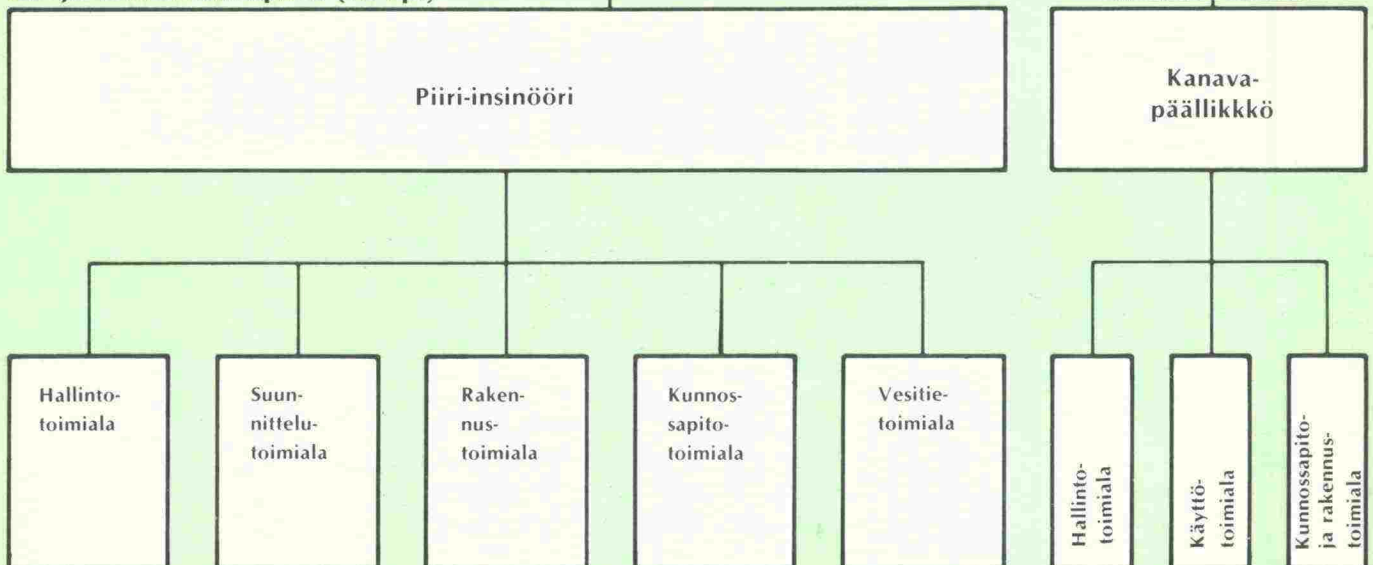 Piiri-insinööri
Kanava-
päällikkkö
Hallinto-
toimiala
Suun-
nittelu-
toimiala
Raken-
nus-
toimiala
Kunnos-
sapito-
toimiala
Vesitie-
toimiala
Hallinto-
toimiala
Käyttö-
toimiala
Kunnossapito-
ja rakennus-
toimiala